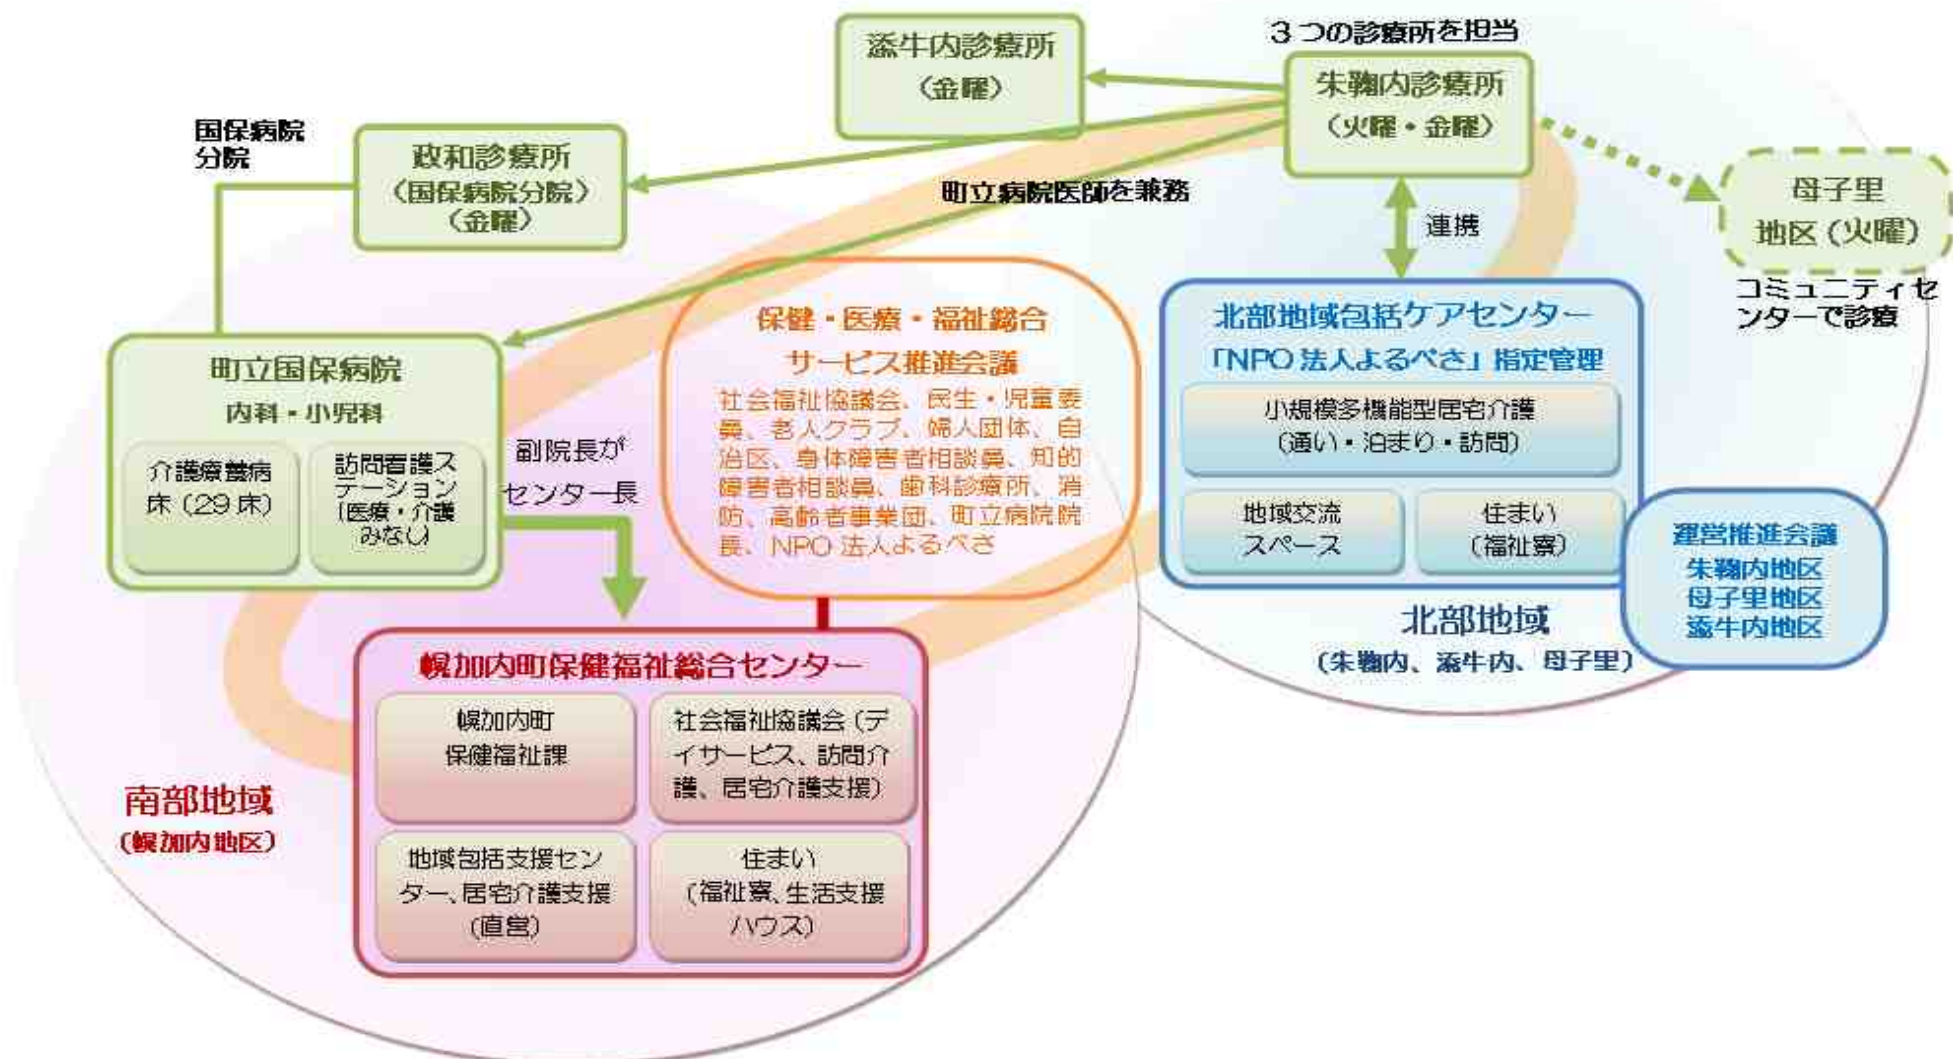 ３つの診療所を担当
添牛内診療所
（金曜）
朱鞠内診療所
（火曜・金曜）
国保病院
分院
政和診療所
（国保病院分院）
（金曜）
町立病院医師を兼務
連携
母子里
地区（火曜）
コミュニティセ
ンターで診療
町立国保病院
内科・小児科
介護療養病
床（29 床）
訪問看護ス
テーション
（医療・介護
みなし）
副院長が
センター長
保健・医療・福祉総合
サービス推進会議
社会福祉協議会、民生・児童委
員、老人クラブ、婦人団体、自
治区、身体障害者相談員、知的
障害者相談員、歯科診療所、消
防、高齢者事業団、町立病院院
長、NPO 法人よるべさ
北部地域包括ケアセンター
「NPO 法人よるべさ」指定管理
小規模多機能型居宅介護
（通い・泊まり・訪問）
地域交流
スペース
住まい
（福祉寮）
運営推進会議
朱鞠内地区
母子里地区
添牛内地区
北部地域
（朱鞠内、添牛内、母子里）
幌加内町保健福祉総合センター
幌加内町
保健福祉課
社会福祉協議会（デ
イサービス、訪問介
護、居宅介護支援）
地域包括支援セン
ター、居宅介護支援
（直営）
住まい
（福祉寮、生活支援
ハウス）
南部地域
（幌加内地区）